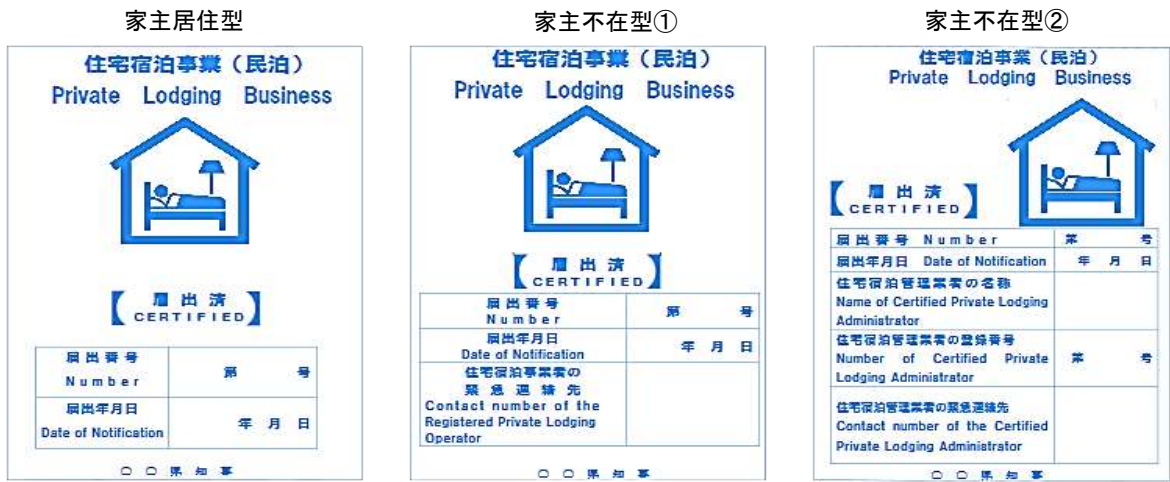 家主居住型
住宅宿泊事業（民泊）
Private Lodging Business
【届出済】
CERTIFIED
届出番号
Number
第 号
届出年月日
Date of Notification
年 月 日
〇〇県知事
家主不在型①
住宅宿泊事業（民泊）
Private Lodging Business
【届出済】
CERTIFIED
届出番号
Number
第 号
届出年月日
Date of Notification
年 月 日
住宅宿泊事業者の
緊急連絡先
Contact number of the
Registered Private Lodging
Operator
〇〇県知事
家主不在型②
住宅宿泊事業（民泊）
Private Lodging Business
【届出済】
CERTIFIED
届出番号 Number
第 号
届出年月日 Date of Notification
年 月 日
住宅宿泊管理業者の名称
Name of Certified Private Lodging
Administrator
住宅宿泊管理業者の登録番号
Number of Certified Private
Lodging Administrator
第 号
住宅宿泊管理業者の緊急連絡先
Contact number of the Certified
Private Lodging Administrator
〇〇県知事